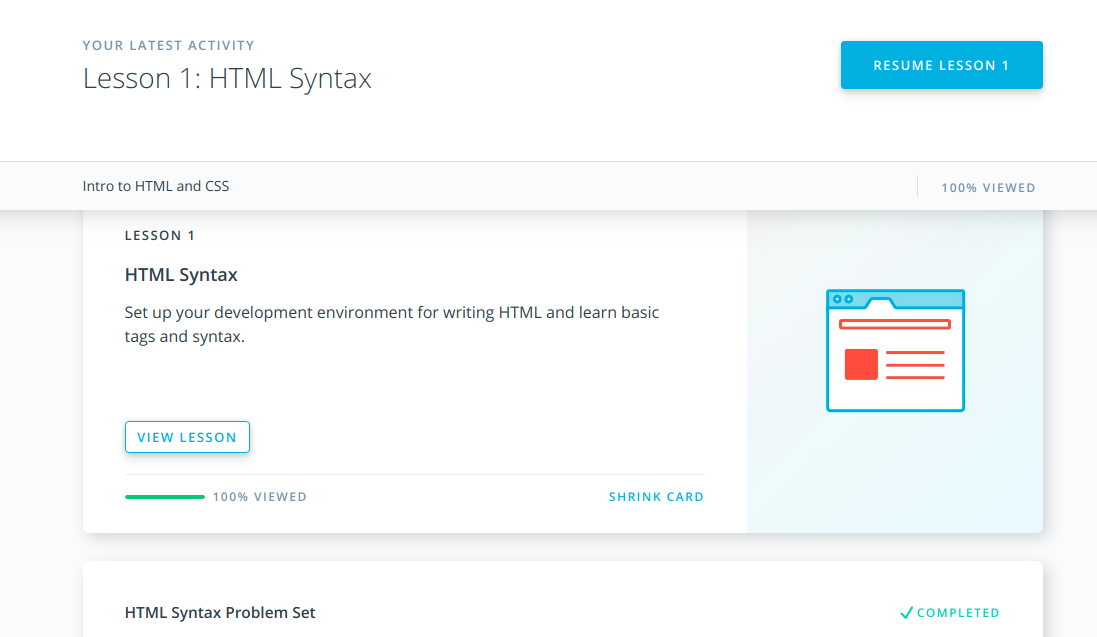 YOUR LATEST ACTIVITY
Lesson 1: HTML Syntax
RESUME LESSON 1
Intro to HTML and CSS
100% VIEWED
LESSON 1
HTML Syntax
Set up your development environment for writing HTML and learn basic
tags and syntax.
VIEW LESSON
100% VIEWED
SHRINK CARD
HTML Syntax Problem Set
COMPLETED